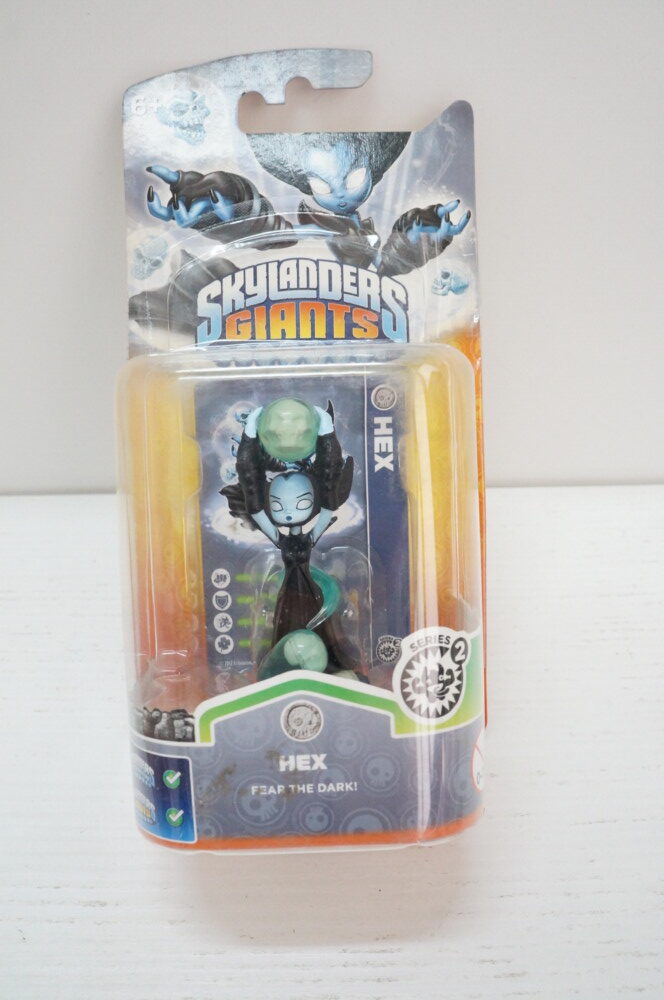 6+
SKYLANDERS
GIANTS
HEX
SERIES 2
HEX
FEAR THE DARK!